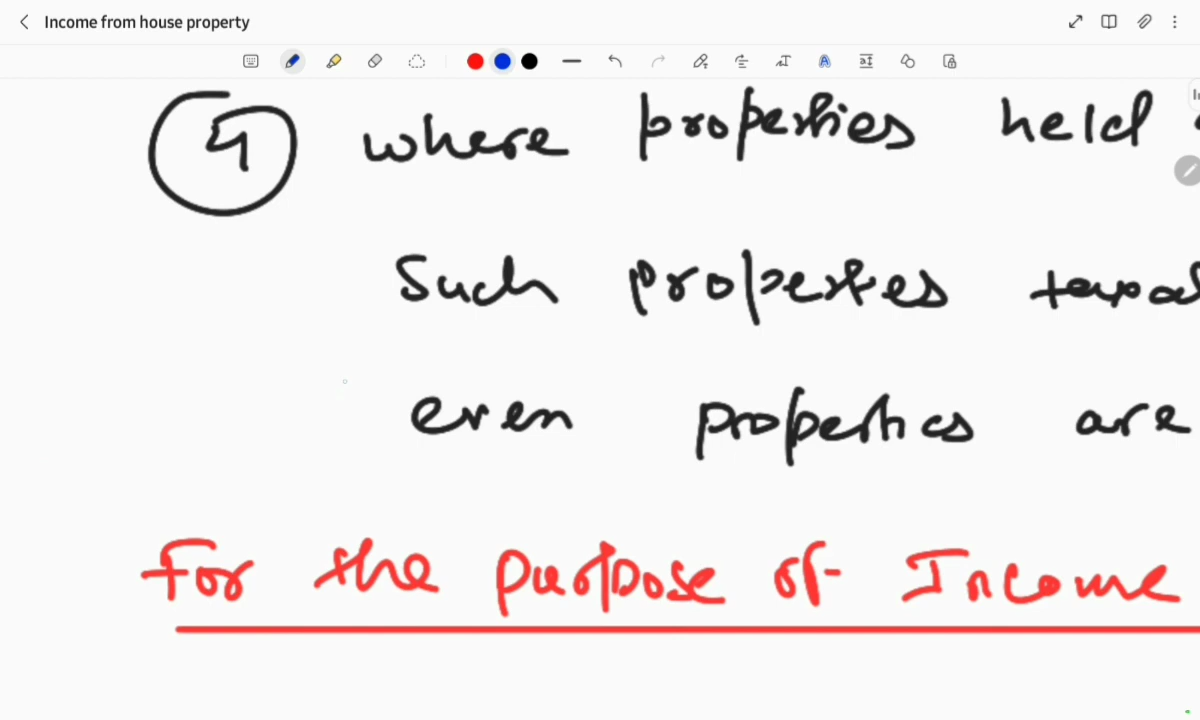 Income from house property
4 where properties held
Such properties
even properties are
For the purpose of Income